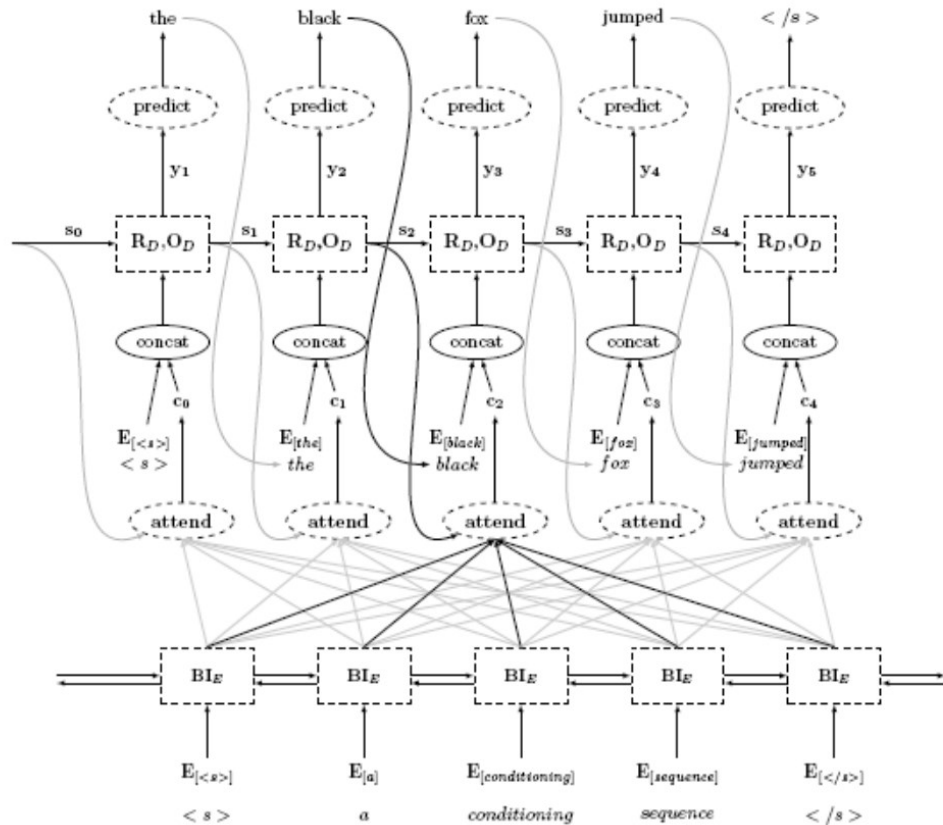 the black fox jumped </s>
predict predict predict predict predict
y₁ y₂ y₃ y₄ y₅
s₀ s₁ s₂ s₃ s₄
R_D,O_D R_D,O_D R_D,O_D R_D,O_D R_D,O_D
concat concat concat concat concat
c₀ c₁ c₂ c₃ c₄
E[<s>] E[the] E[black] E[fox] E[jumped]
<s> the black fox jumped
attend attend attend attend attend
BI_E BI_E BI_E BI_E BI_E
E[<s>] E[a] E[conditioning] E[sequence] E[</s>]
<s> a conditioning sequence </s>